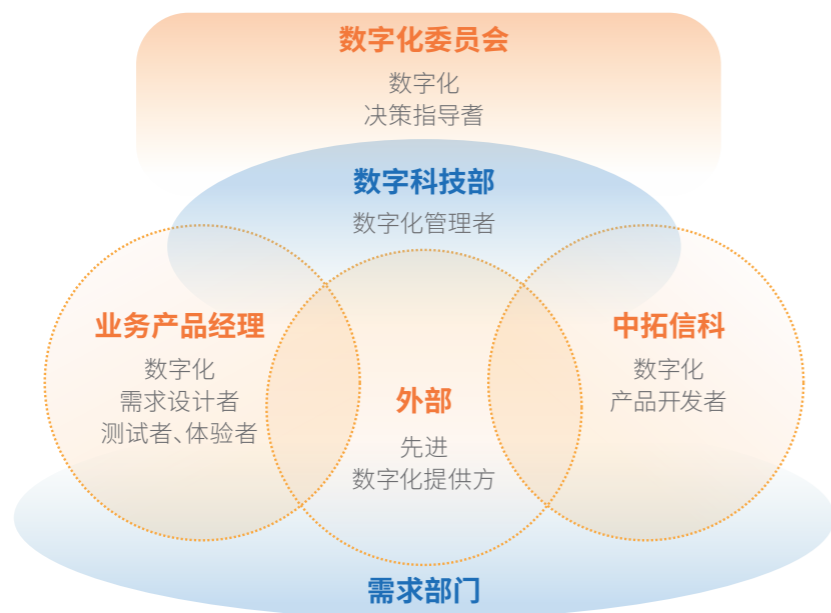 数字化委员会
数字化
决策指导耆
数字科技部
数字化管理者
业务产品经理
数字化
需求设计者
测试者、体验者
外部
先进
数字化提供方
中拓信科
数字化
产品开发者
需求部门